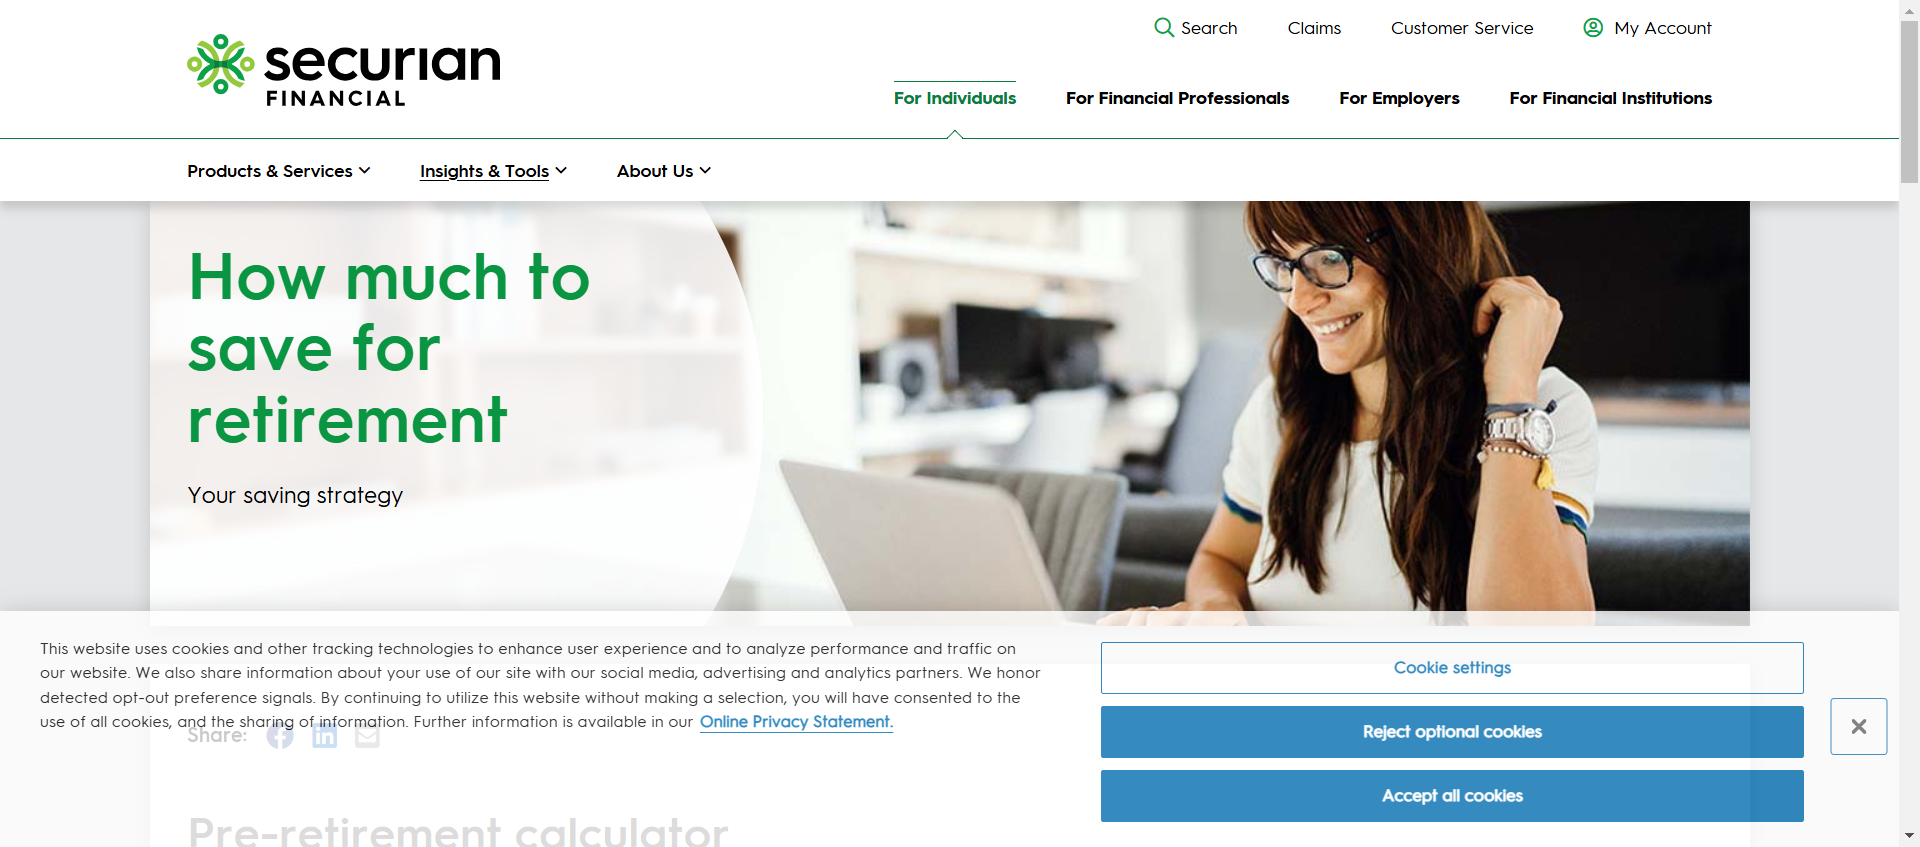 securian
FINANCIAL
Search
Claims
Customer Service
My Account
For Individuals
For Financial Professionals
For Employers
For Financial Institutions
Products & Services
Insights & Tools
About Us
How much to
save for
retirement
Your saving strategy
This website uses cookies and other tracking technologies to enhance user experience and to analyze performance and traffic on
our website. We also share information about your use of our site with our social media, advertising and analytics partners. We honor
detected opt-out preference signals. By continuing to utilize this website without making a selection, you will have consented to the
use of all cookies, and the sharing of information. Further information is available in our Online Privacy Statement.
Cookie settings
Reject optional cookies
Accept all cookies
Share:
Pre-retirement calculator